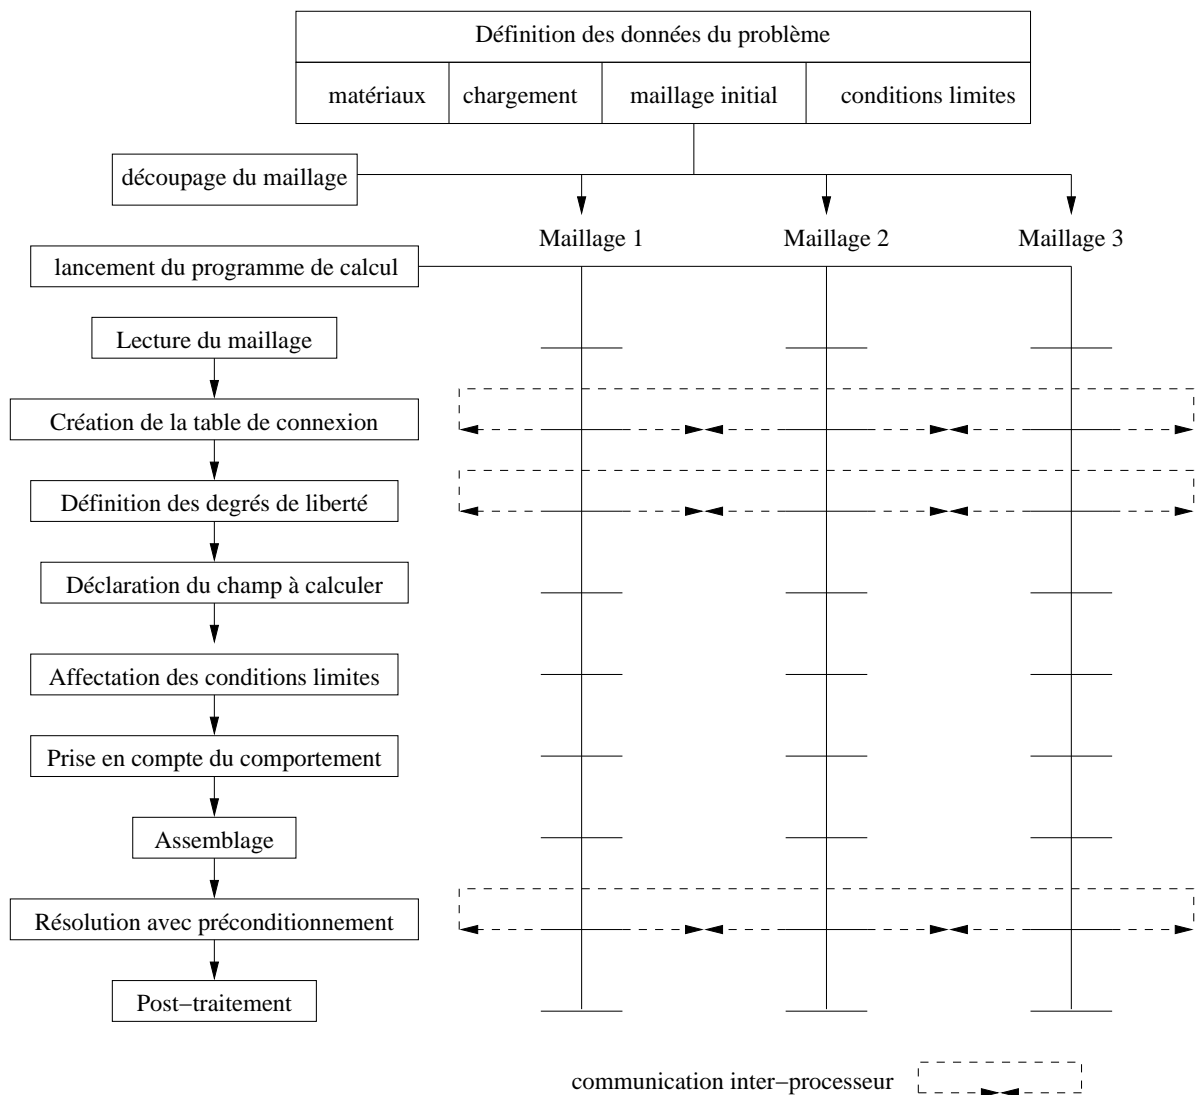 Définition des données du problème
matériaux
chargement
maillage initial
conditions limites
découpage du maillage
Maillage 1
Maillage 2
Maillage 3
lancement du programme de calcul
Lecture du maillage
Création de la table de connexion
Définition des degrés de liberté
Déclaration du champ à calculer
Affectation des conditions limites
Prise en compte du comportement
Assemblage
Résolution avec préconditionnement
Post−traitement
communication inter−processeur